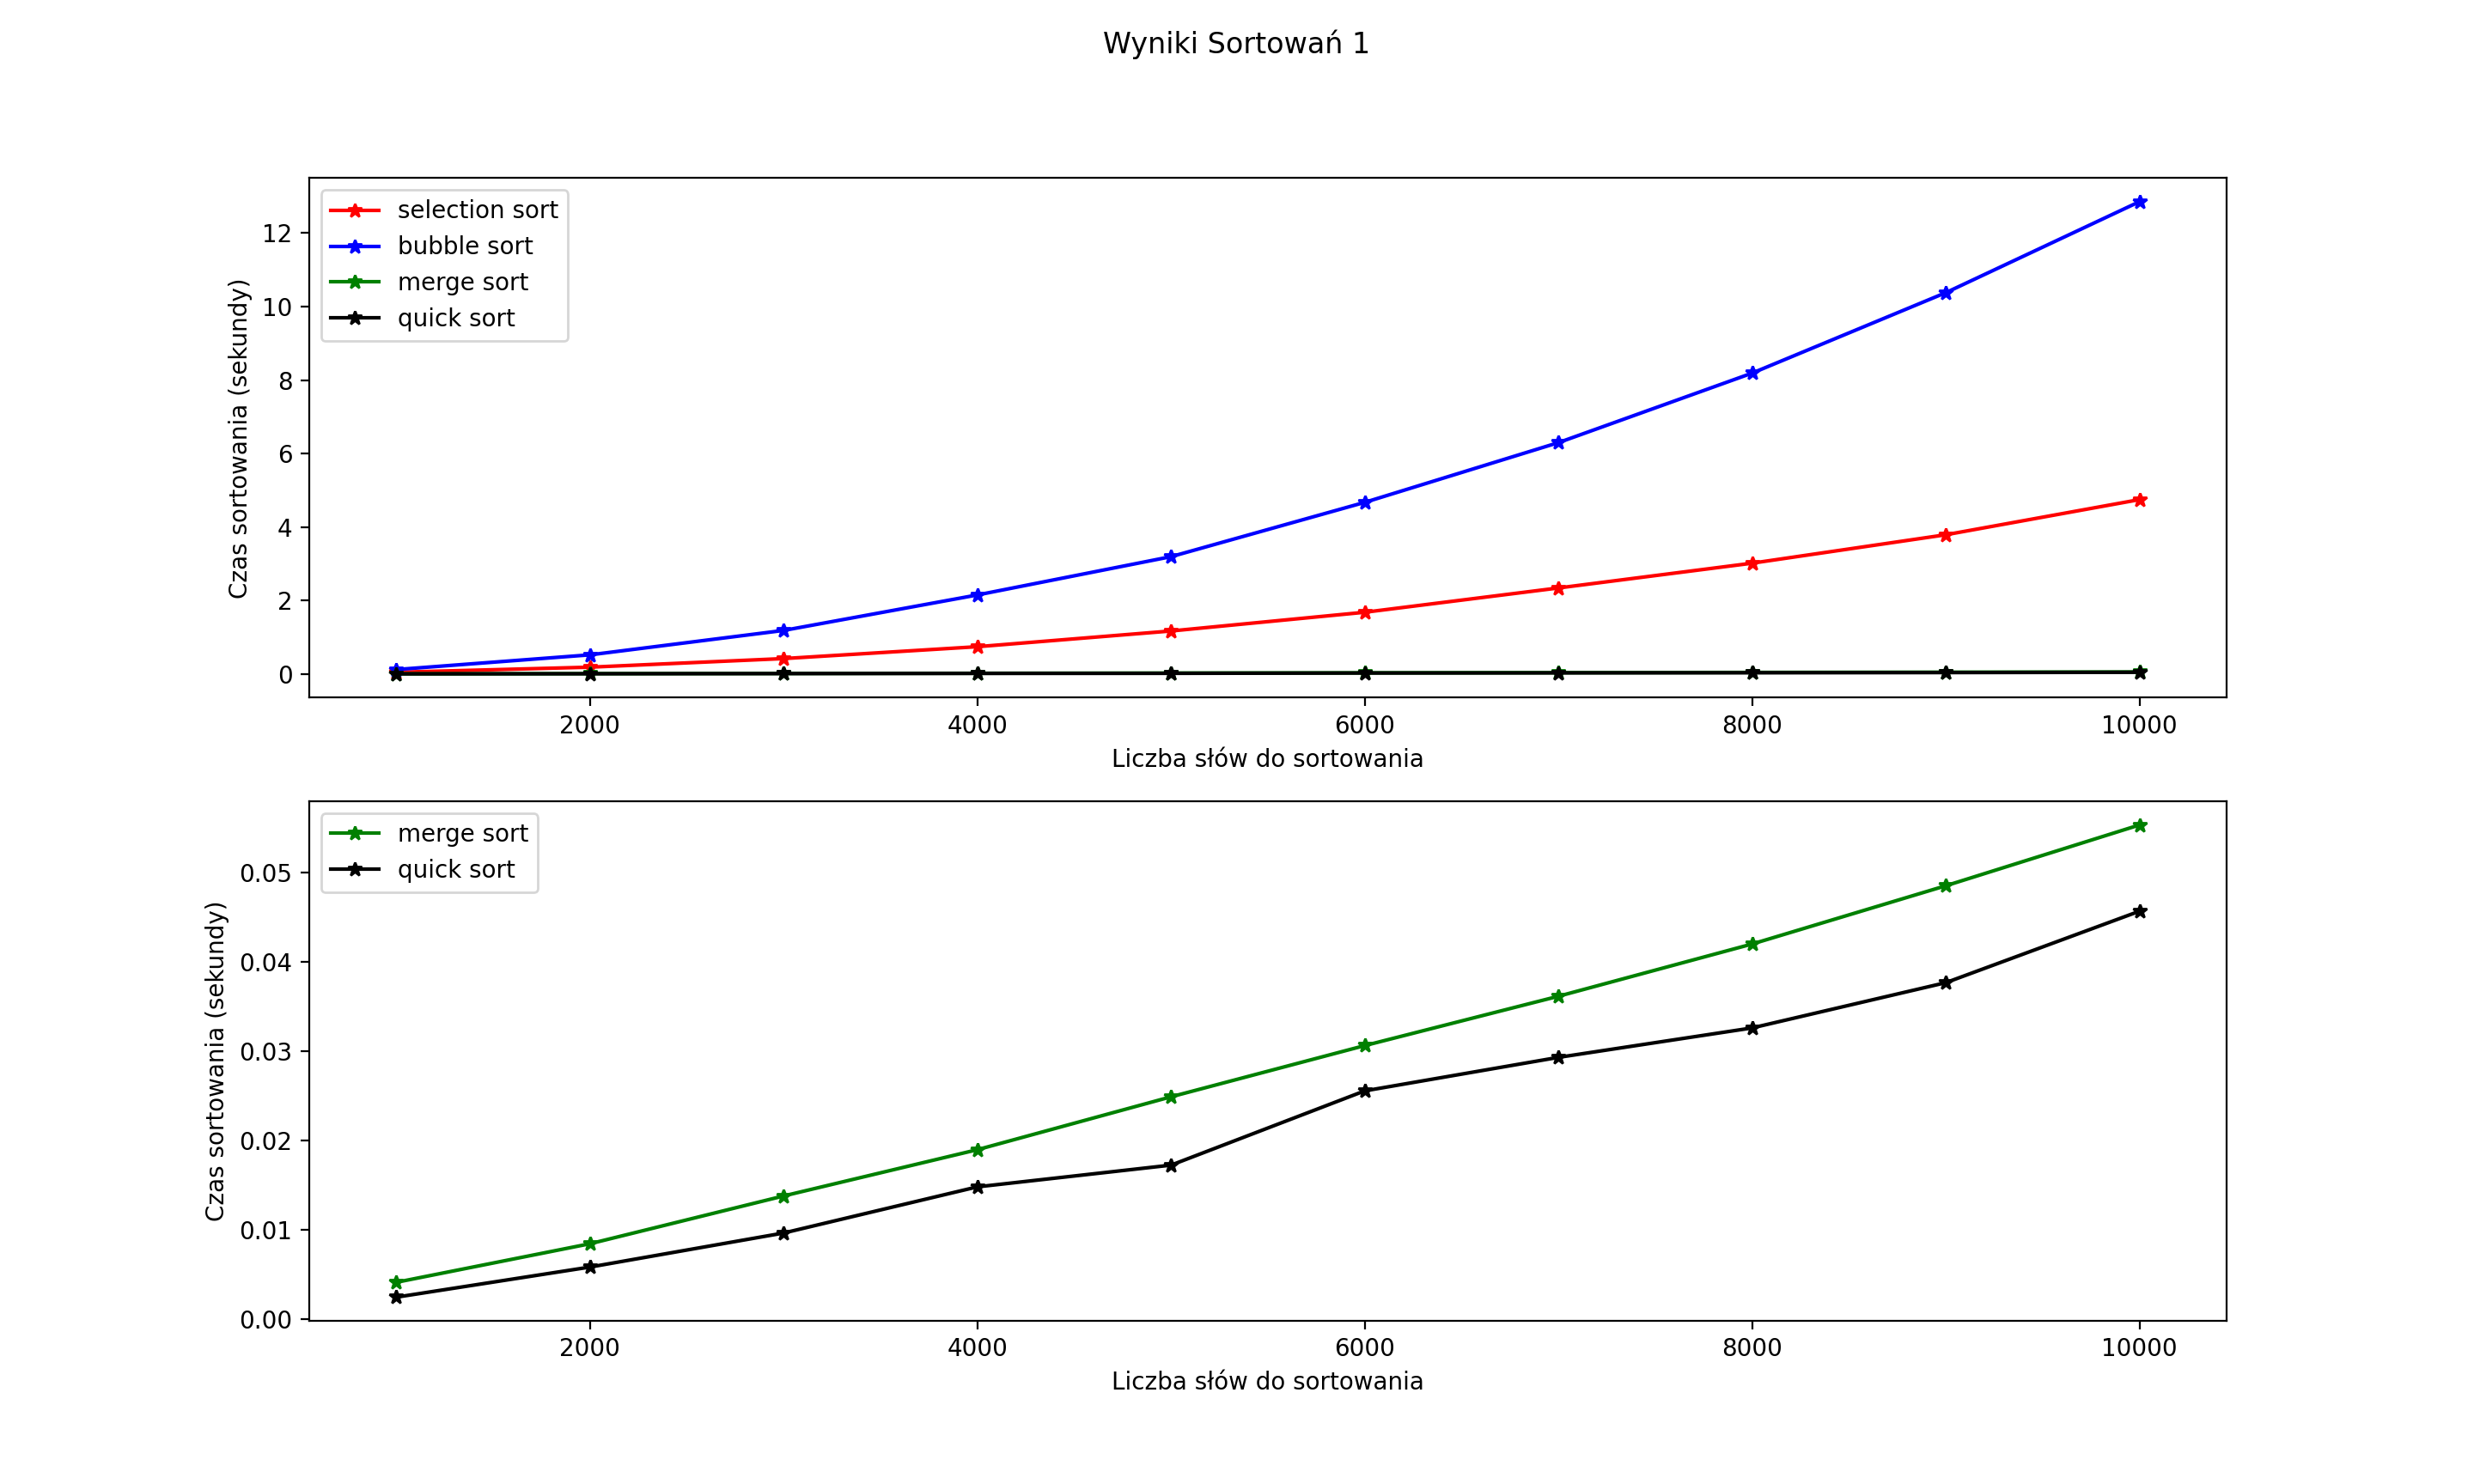 Wyniki Sortowań 1
selection sort
bubble sort
merge sort
quick sort
Czas sortowania (sekundy)
12
10
8
6
4
2
0
2000 4000 6000 8000 10000
Liczba słów do sortowania
merge sort
quick sort
Czas sortowania (sekundy)
0.05
0.04
0.03
0.02
0.01
0.00
2000 4000 6000 8000 10000
Liczba słów do sortowania